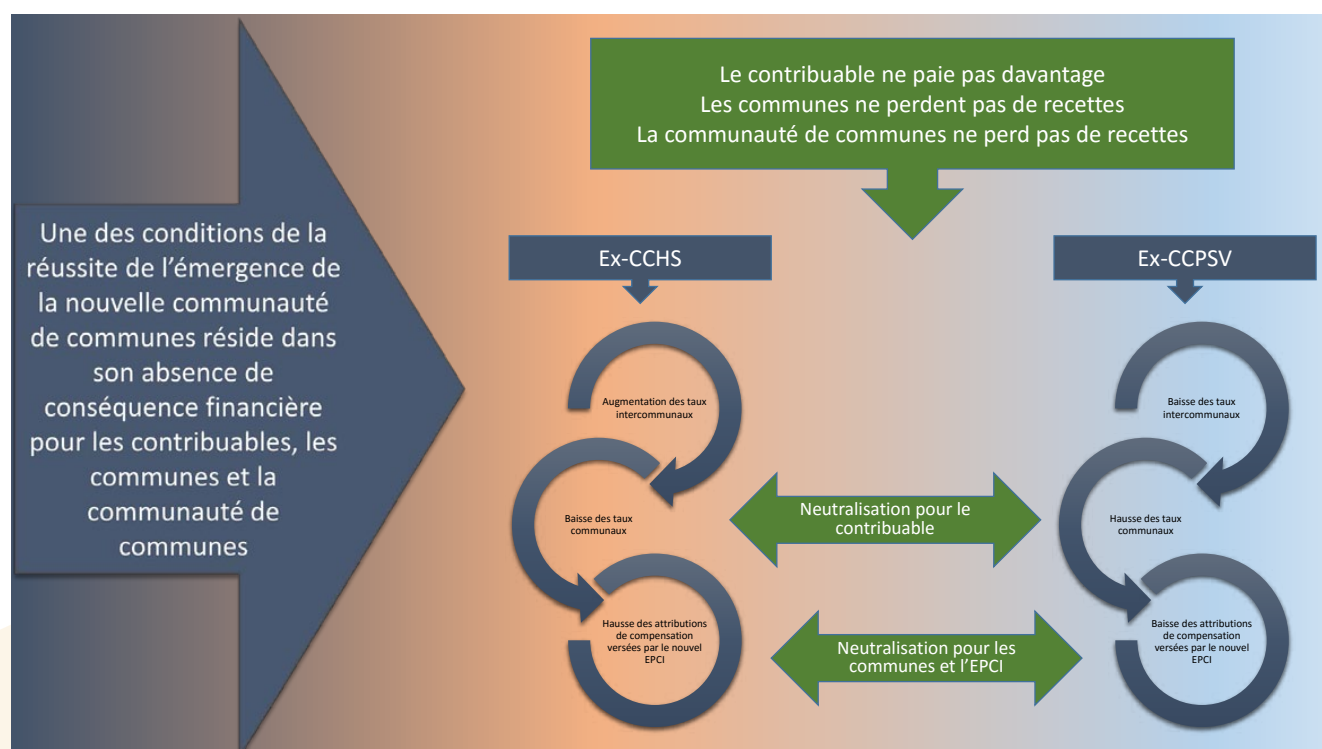 Une des conditions de la
réussite de l’émergence de
la nouvelle communauté
de communes réside dans
son absence de
conséquence financière
pour les contribuables, les
communes et la
communauté de
communes
Le contribuable ne paie pas davantage
Les communes ne perdent pas de recettes
La communauté de communes ne perd pas de recettes
Ex-CCHS
Augmentation des taux
intercommunaux
Baisse des taux
communaux
Hausse des attributions
de compensation
versées par le nouvel
EPCI
Neutralisation pour le
contribuable
Neutralisation pour les
communes et l’EPCI
Ex-CCPSV
Baisse des taux
intercommunaux
Hausse des taux
communaux
Baisse des attributions
de compensation
versées par le nouvel
EPCI